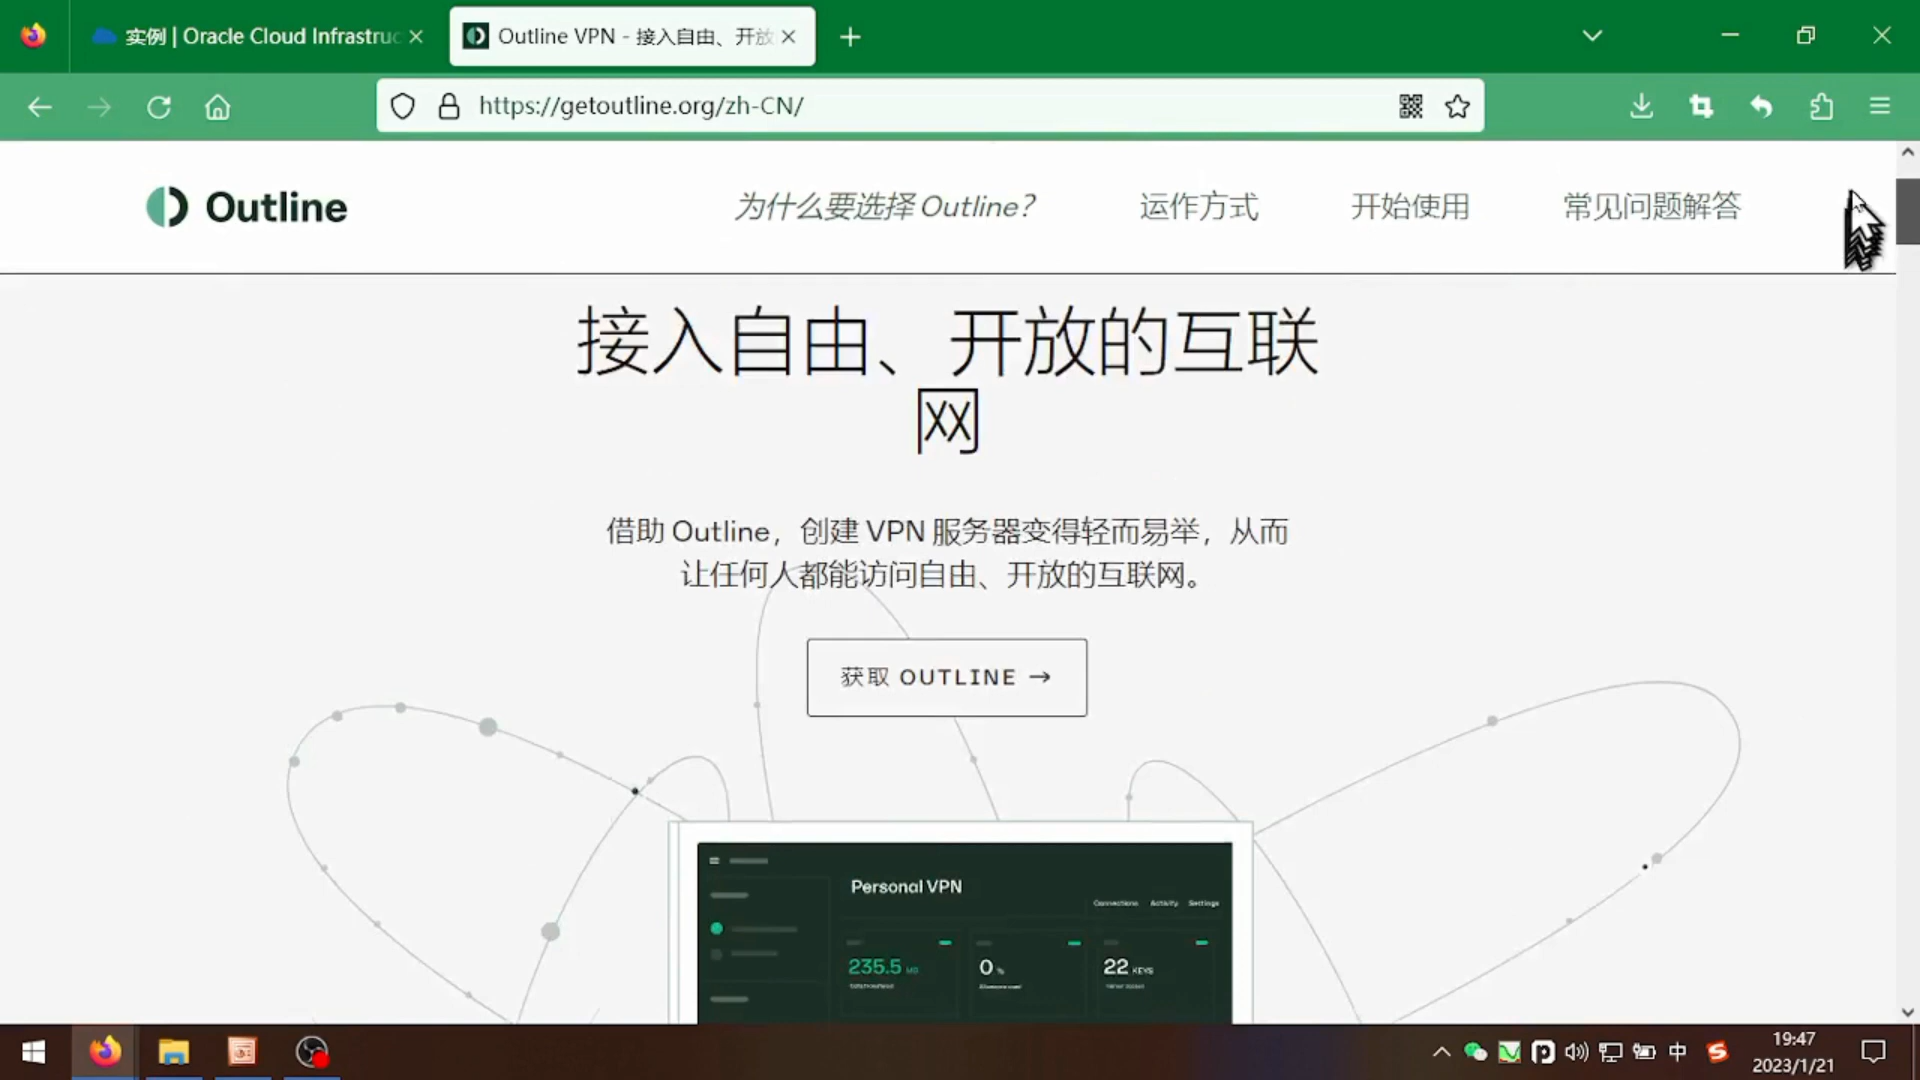 实例 | Oracle Cloud Infrastruc
Outline VPN - 接入自由、开放
https://getoutline.org/zh-CN/
Outline
为什么要选择 Outline？
运作方式
开始使用
常见问题解答
接入自由、开放的互联
网
借助 Outline，创建 VPN 服务器变得轻而易举，从而
让任何人都能访问自由、开放的互联网。
获取 OUTLINE →
Personal VPN
Connections Activity Settings
235.5
0 %
22 KEYS
中
19:47
2023/1/21